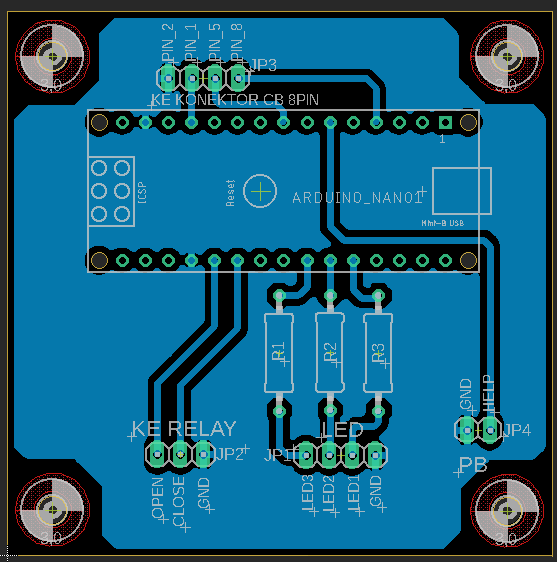 PIN_2
PIN_1
PIN_5
PIN_8
JP3
3,0
3,0
KE KONEKTOR CB 8PIN
1
ICSP
Reset
ARDUINO_NANO1
Mini-B USB
R1
R2
R3
GND
HELP
JP4
PB
KE RELAY
JP2
OPEN
CLOSE
GND
LED
JP1
LED3
LED2
LED1
GND
3,0
3,0